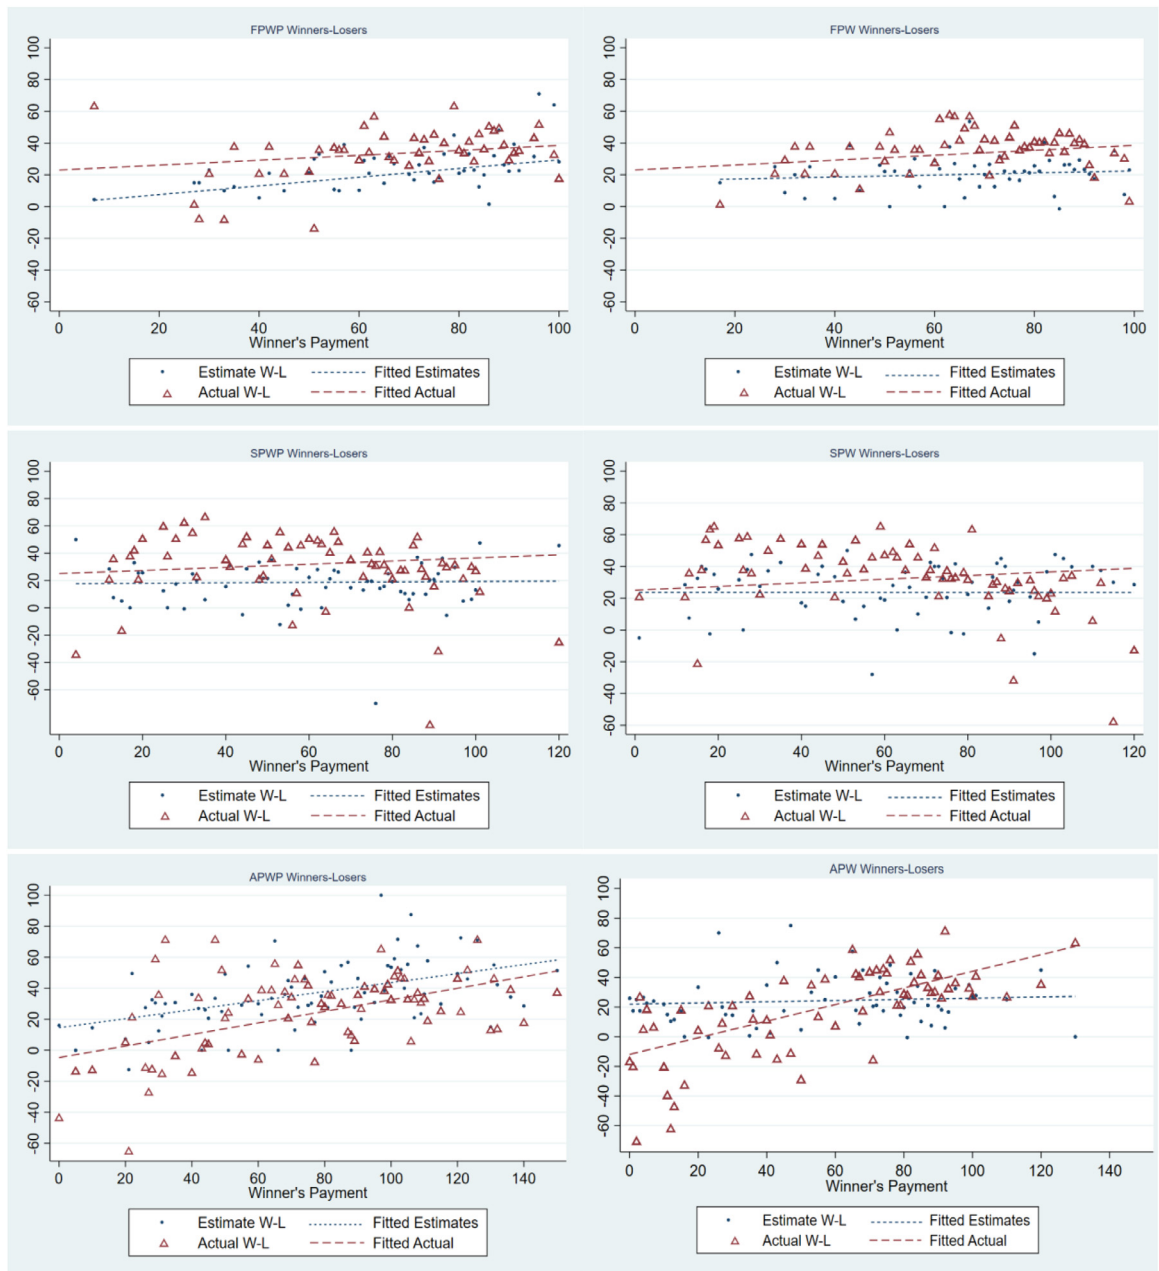 FPWP Winners-Losers
100
80
60
40
20
0
-20
-40
-60
0 20 40 60 80 100
Winner's Payment
Estimate W-L Fitted Estimates
Actual W-L Fitted Actual
FPW Winners-Losers
100
80
60
40
20
0
-20
-40
-60
0 20 40 60 80 100
Winner's Payment
Estimate W-L Fitted Estimates
Actual W-L Fitted Actual
SPWP Winners-Losers
100
80
60
40
20
0
-20
-40
-60
0 20 40 60 80 100 120
Winner's Payment
Estimate W-L Fitted Estimates
Actual W-L Fitted Actual
SPW Winners-Losers
100
80
60
40
20
0
-20
-40
-60
0 20 40 60 80 100 120
Winner's Payment
Estimate W-L Fitted Estimates
Actual W-L Fitted Actual
APWP Winners-Losers
100
80
60
40
20
0
-20
-40
-60
0 20 40 60 80 100 120 140
Winner's Payment
Estimate W-L Fitted Estimates
Actual W-L Fitted Actual
APW Winners-Losers
100
80
60
40
20
0
-20
-40
-60
0 20 40 60 80 100 120 140
Winner's Payment
Estimate W-L Fitted Estimates
Actual W-L Fitted Actual